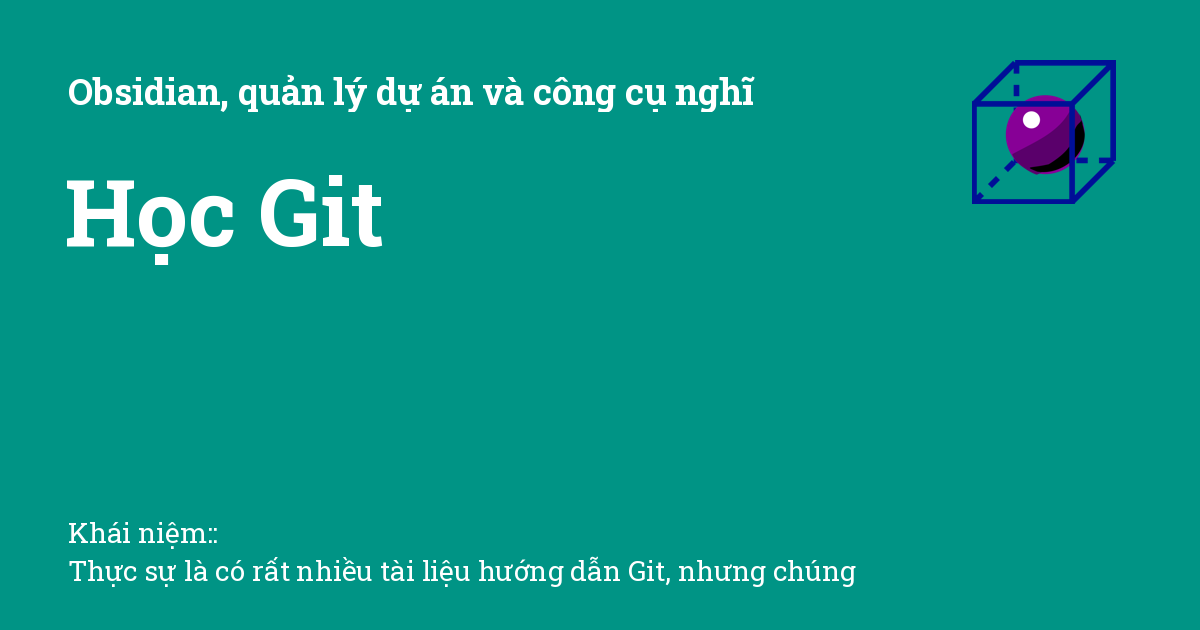 Obsidian, quản lý dự án và công cụ nghĩ
Học Git
Khái niệm::
Thực sự là có rất nhiều tài liệu hướng dẫn Git, nhưng chúng